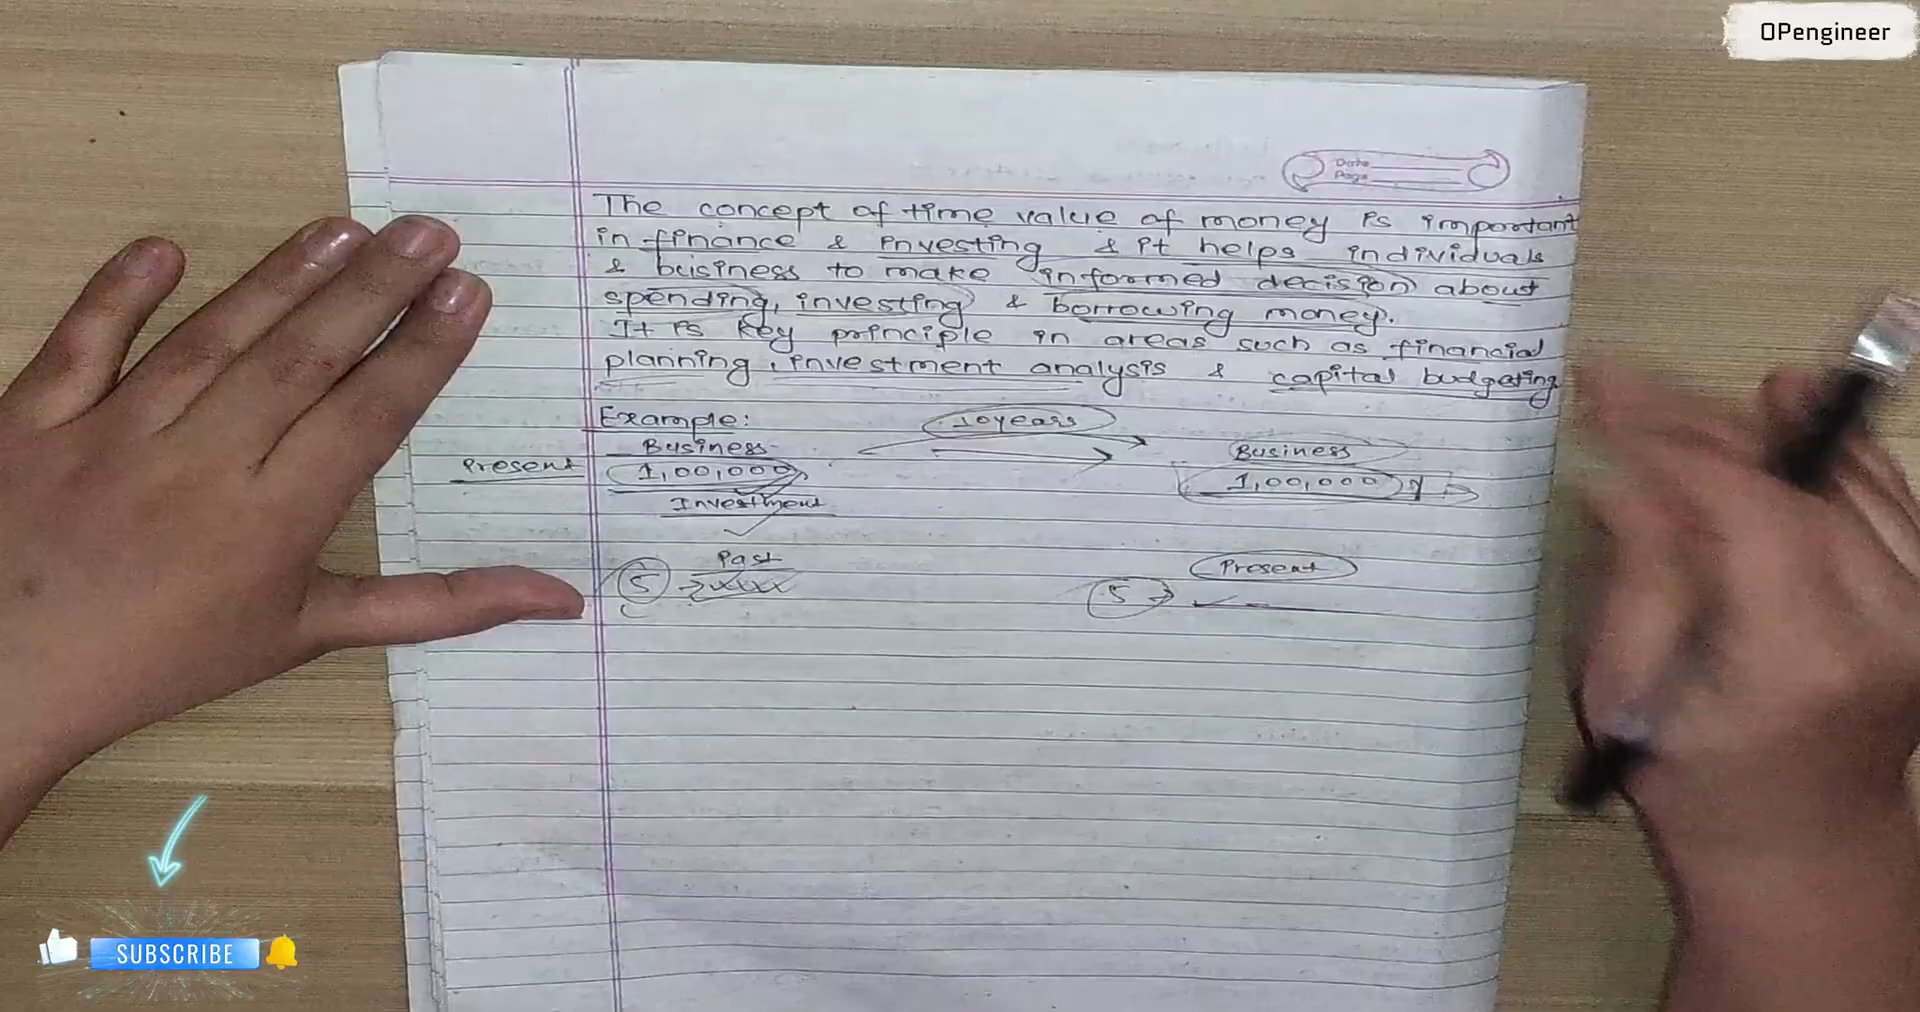 OPengineer
Date
Page
The concept of time value of money is important
in finance & investing & it helps individuals
& business to make informed decision about
spending, investing & borrowing money.
It is key principle in areas such as financial
planning, investment analysis & capital budgeting
Example:
10years
Business
Business
Present
1,00,000
1,00,000
Investment
Past
Present
5
5
SUBSCRIBE